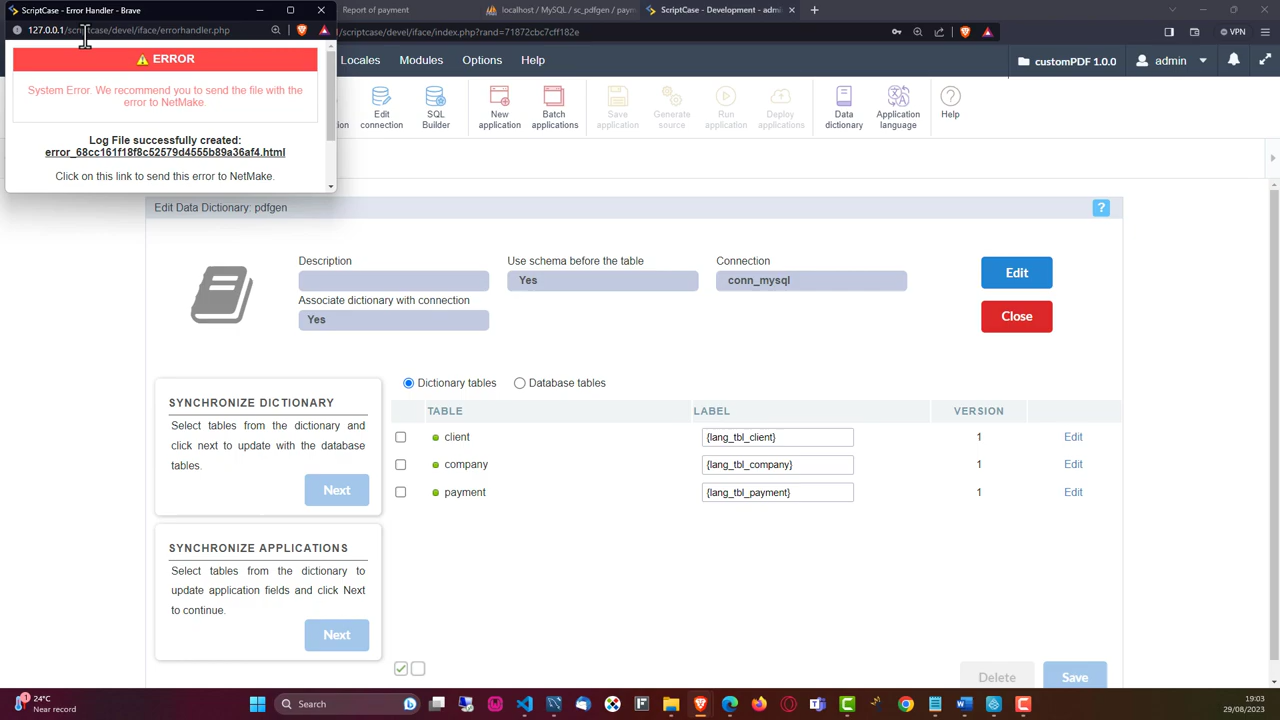 ScriptCase - Error Handler - Brave
127.0.0.1/scriptcase/devel/iface/errorhandler.php
ERROR
System Error. We recommend you to send the file with the
error to NetMake.
Log File successfully created:
error_68cc161f18f8c52579d4555b89a36af4.html
Click on this link to send this error to NetMake.
Report of payment
localhost / MySQL / sc_pdfgen / payn
ScriptCase - Development - admi
/scriptcase/devel/iface/index.php?rand=71872cbc7cff182e
VPN
Locales
Modules
Options
Help
customPDF 1.0.0
admin
Edit
connection
SQL
Builder
New
application
Batch
applications
Save
application
Generate
source
Run
application
Deploy
applications
Data
dictionary
Application
language
Help
Edit Data Dictionary: pdfgen
?
Description
Use schema before the table
Yes
Connection
conn_mysql
Associate dictionary with connection
Yes
Edit
Close
SYNCHRONIZE DICTIONARY
Select tables from the dictionary and
click next to update with the database
tables.
Next
SYNCHRONIZE APPLICATIONS
Select tables from the dictionary to
update application fields and click Next
to continue.
Next
Dictionary tables
Database tables
TABLE LABEL VERSION
client {lang_tbl_client} 1 Edit
company {lang_tbl_company} 1 Edit
payment {lang_tbl_payment} 1 Edit
Delete
Save
1
24°C
Near record
Search
19:03
29/08/2023